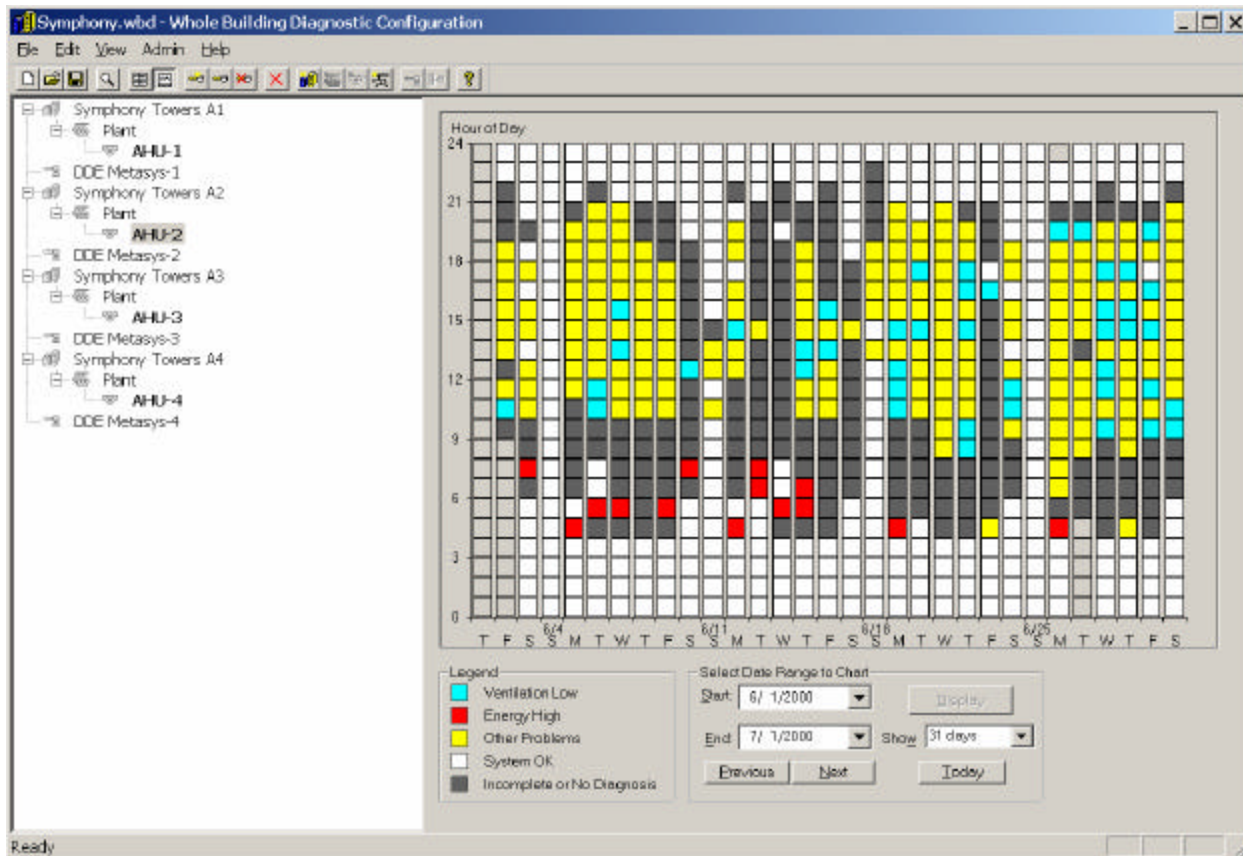 Symphony.wbd - Whole Building Diagnostic Configuration
File Edit View Admin Help
Symphony Towers A1
Plant
AHU-1
DDE Metasys-1
Symphony Towers A2
Plant
AHU-2
DDE Metasys-2
Symphony Towers A3
Plant
AHU-3
DDE Metasys-3
Symphony Towers A4
Plant
AHU-4
DDE Metasys-4
Hour of Day
24
21
18
15
12
9
6
3
0
6/4 6/11 6/18 6/25
T F S S M T W T F S S M T W T F S S M T W T F S S M T W T F S
Legend
Ventilation Low
Energy High
Other Problems
System OK
Incomplete or No Diagnosis
Select Date Range to Chart
Start: 6/ 1/2000 Display
End: 7/ 1/2000 Show 31 days
Previous Next Today
Ready